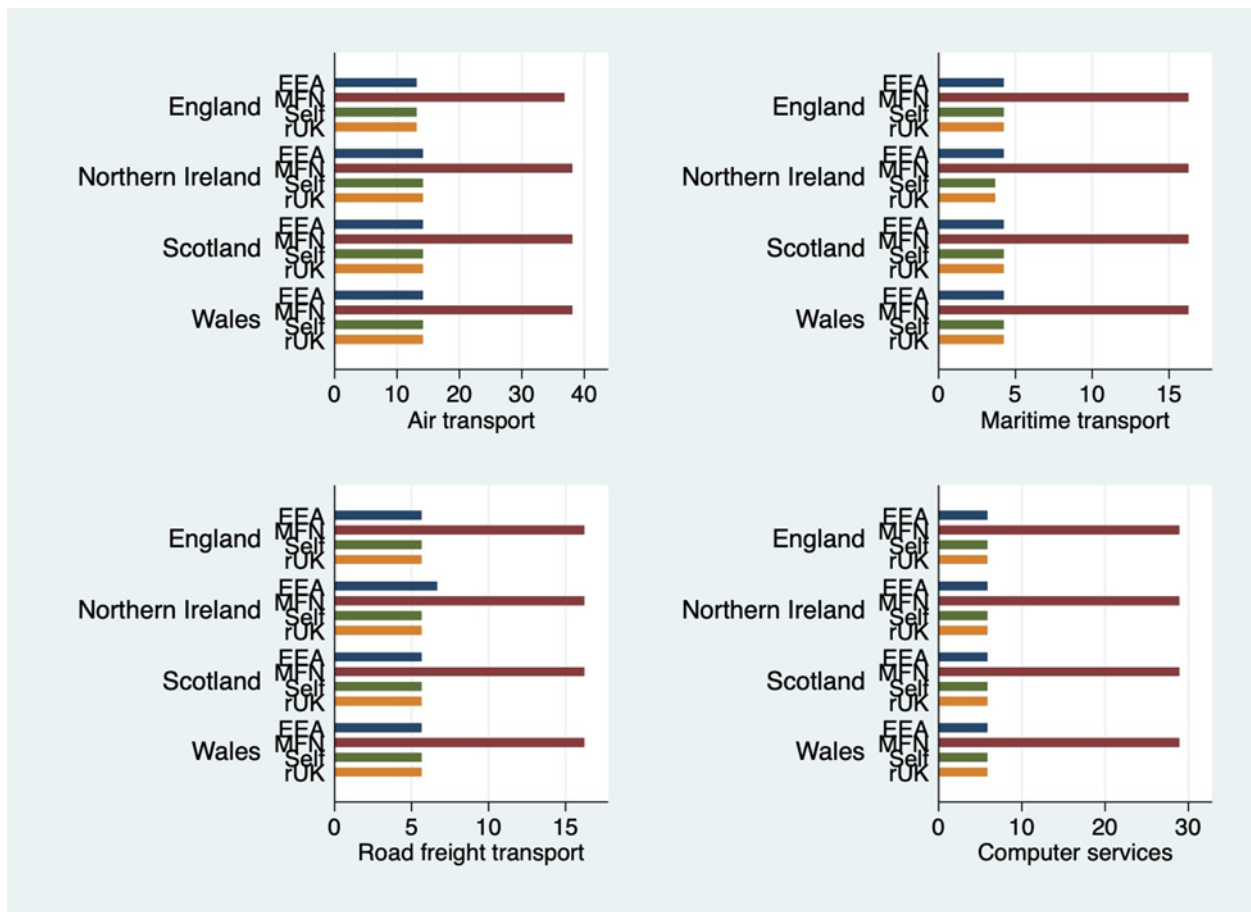 England
EEA
MFN
Self
rUK
Northern Ireland
EEA
MFN
Self
rUK
Scotland
EEA
MFN
Self
rUK
Wales
EEA
MFN
Self
rUK
0 10 20 30 40
Air transport
England
EEA
MFN
Self
rUK
Northern Ireland
EEA
MFN
Self
rUK
Scotland
EEA
MFN
Self
rUK
Wales
EEA
MFN
Self
rUK
0 5 10 15
Maritime transport
England
EEA
MFN
Self
rUK
Northern Ireland
EEA
MFN
Self
rUK
Scotland
EEA
MFN
Self
rUK
Wales
EEA
MFN
Self
rUK
0 5 10 15
Road freight transport
England
EEA
MFN
Self
rUK
Northern Ireland
EEA
MFN
Self
rUK
Scotland
EEA
MFN
Self
rUK
Wales
EEA
MFN
Self
rUK
0 10 20 30
Computer services